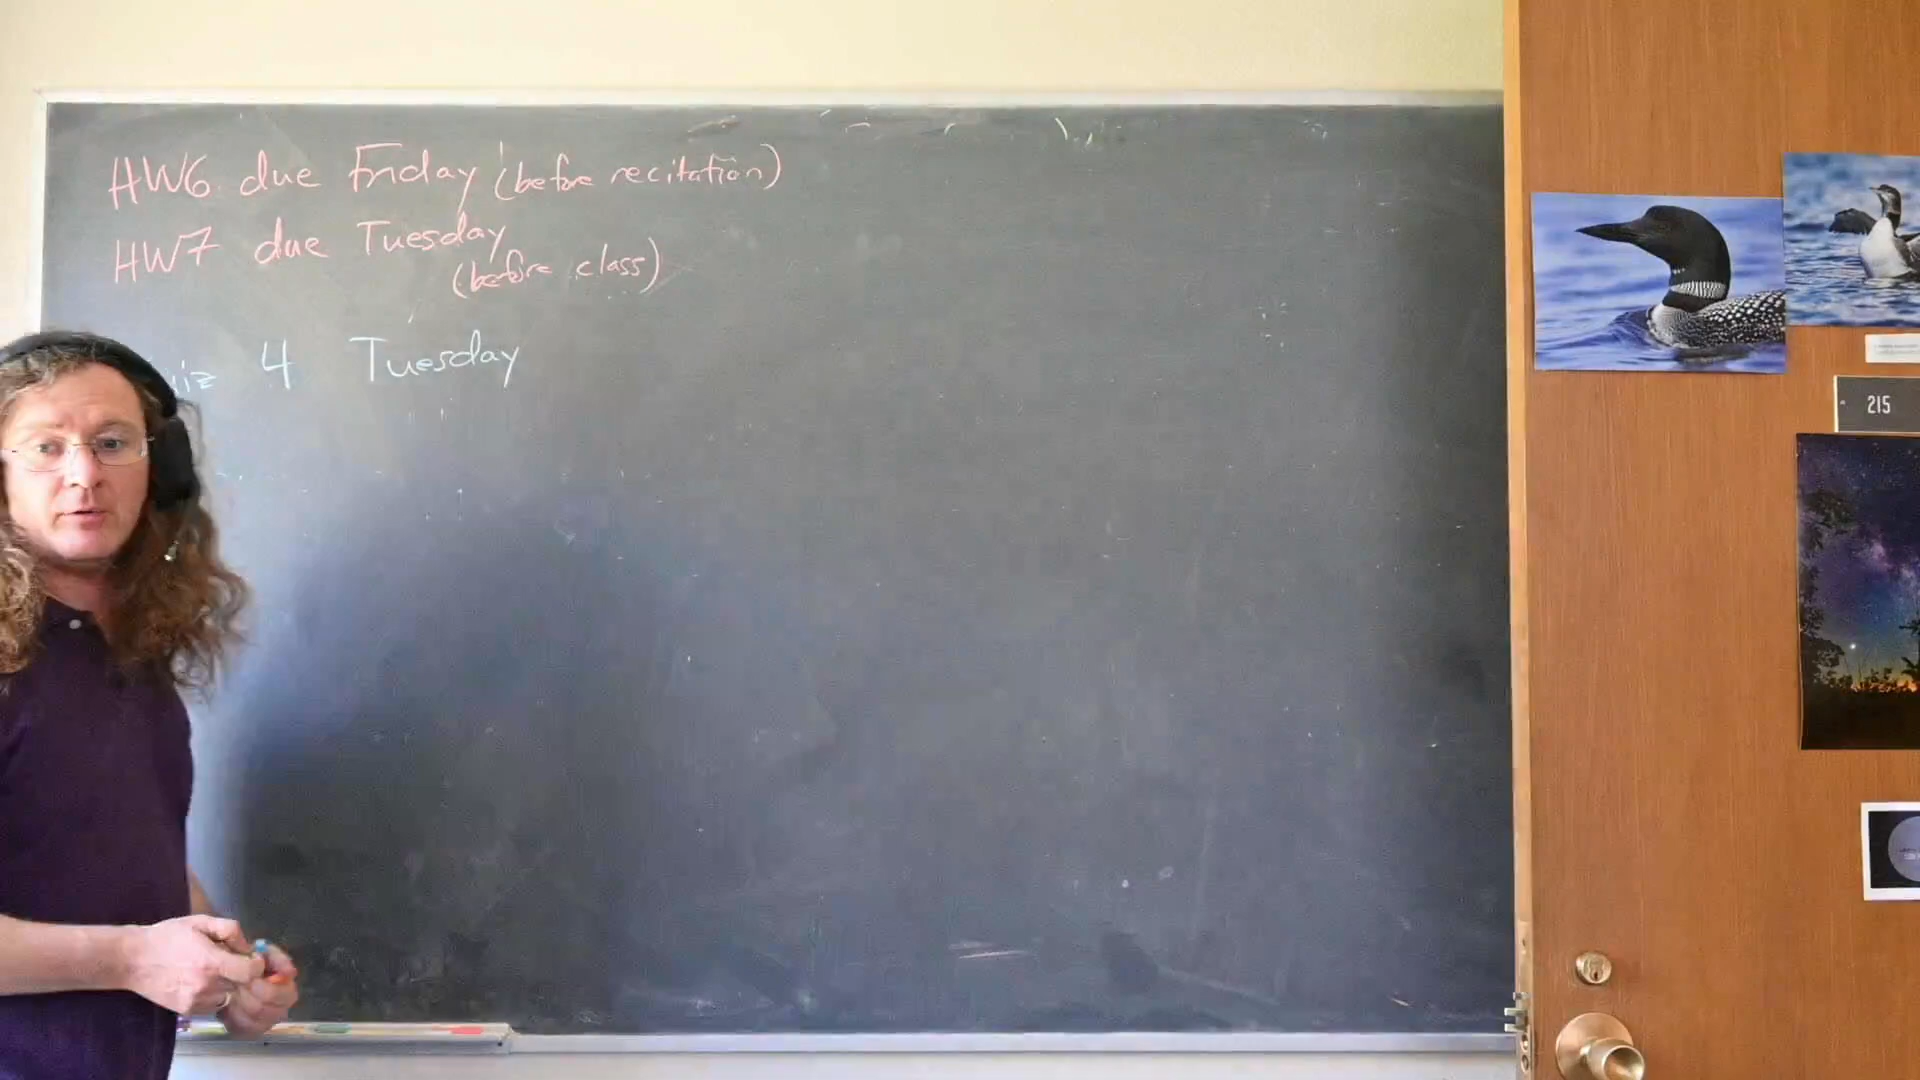 HW6 due Friday (before recitation)
HW7 due Tuesday
(before class)
4 Tuesday
215